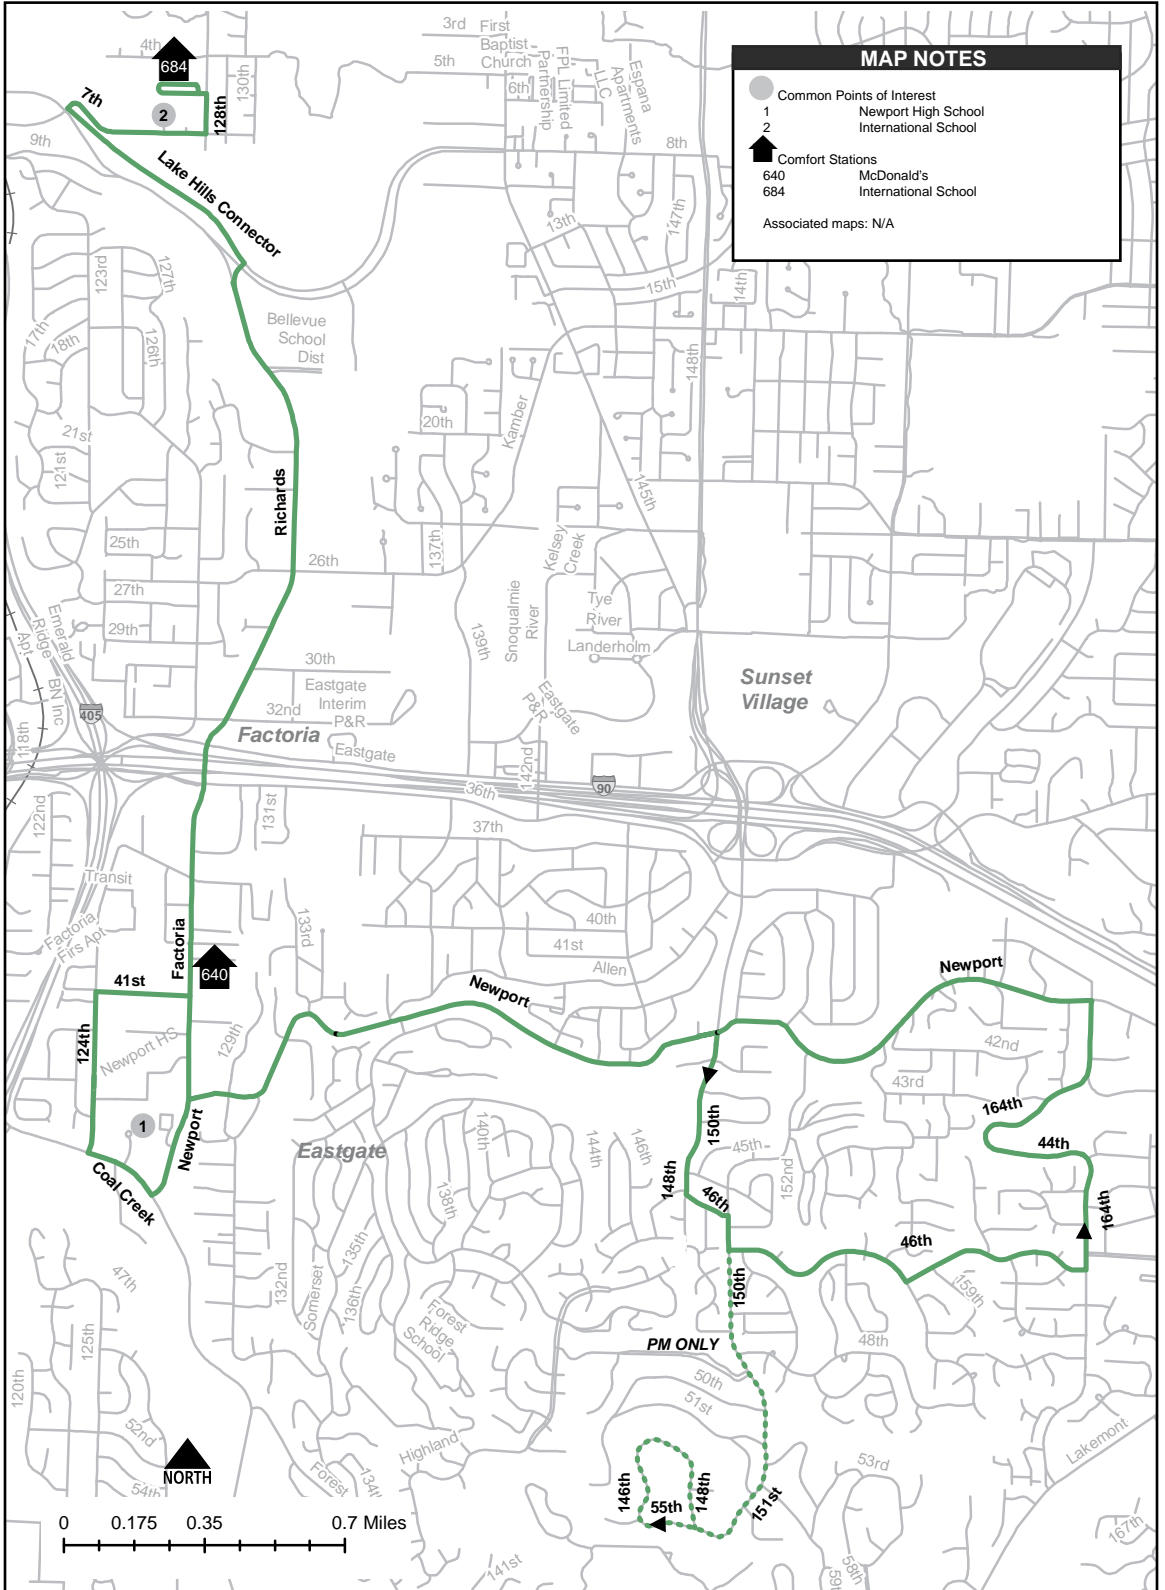 MAP NOTES
Common Points of Interest
1 Newport High School
2 International School
Comfort Stations
640 McDonald's
684 International School
Associated maps: N/A
3rd
First
Baptist
Church
4th
684
5th
6th
FPL Limited
Partnership
Espana
Apartments
LLC
130th
7th
128th
2
8th
9th
Lake Hills Connector
13th
147th
14th
15th
123rd
127th
17th
18th
126th
Bellevue
School
Dist
148th
20th
Kamber
21st
121st
Richards
145th
25th
26th
137th
Kelsey
Creek
27th
Emerald
Ridge
Apt
29th
Snoqualmie
River
Tye
River
139th
Landerholm
30th
Eastgate
Interim
P&R
32nd
BN Inc
405
118th
Factoria
Eastgate
Eastgate
P&R
142nd
Sunset
Village
36th
90
122nd
131st
37th
Transit
Factoria
Firs Apt
Factoria
133rd
40th
41st
Allen
640
41st
Newport
Newport
124th
Newport HS
129th
42nd
43rd
1
Newport
Coal Creek
Eastgate
140th
144th
146th
150th
45th
152nd
164th
44th
148th
46th
138th
46th
164th
47th
132nd
Somerset
135th
136th
Forest
Ridge
School
150th
159th
125th
PM ONLY
48th
120th
50th
51st
52nd
NORTH
Highland
54th
Forest
134th
146th
55th
148th
151st
53rd
Lakemont
0 0.175 0.35 0.7 Miles
141st
58th
59th
167th